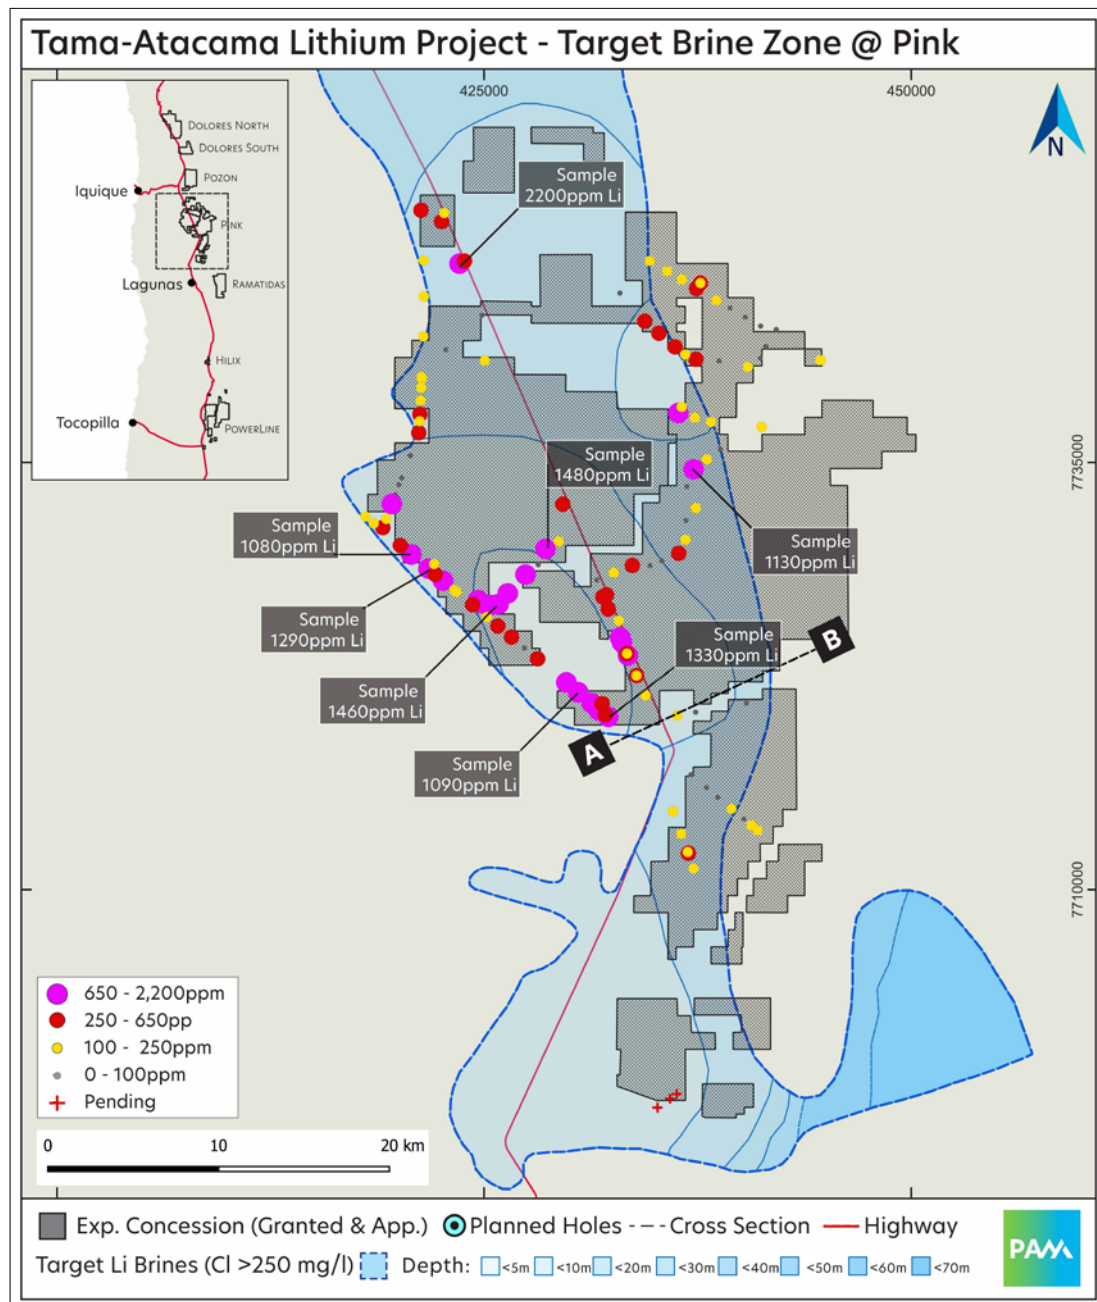 Tama-Atacama Lithium Project - Target Brine Zone @ Pink
425000
450000
N
DOLORES NORTH
DOLORES SOUTH
POZON
Iquique
PINK
Lagunas
RAMATIDAS
HILIX
Tocopilla
POWERLINE
Sample
2200ppm Li
7735000
Sample
1480ppm Li
Sample
1080ppm Li
Sample
1130ppm Li
Sample
1290ppm Li
B
Sample
1330ppm Li
Sample
1460ppm Li
A
Sample
1090ppm Li
7710000
650 - 2,200ppm
250 - 650pp
100 - 250ppm
0 - 100ppm
Pending
0 10 20 km
Exp. Concession (Granted & App.) Planned Holes Cross Section Highway
Target Li Brines (Cl >250 mg/l) Depth: <5m <10m <20m <30m <40m <50m <60m <70m
PAM